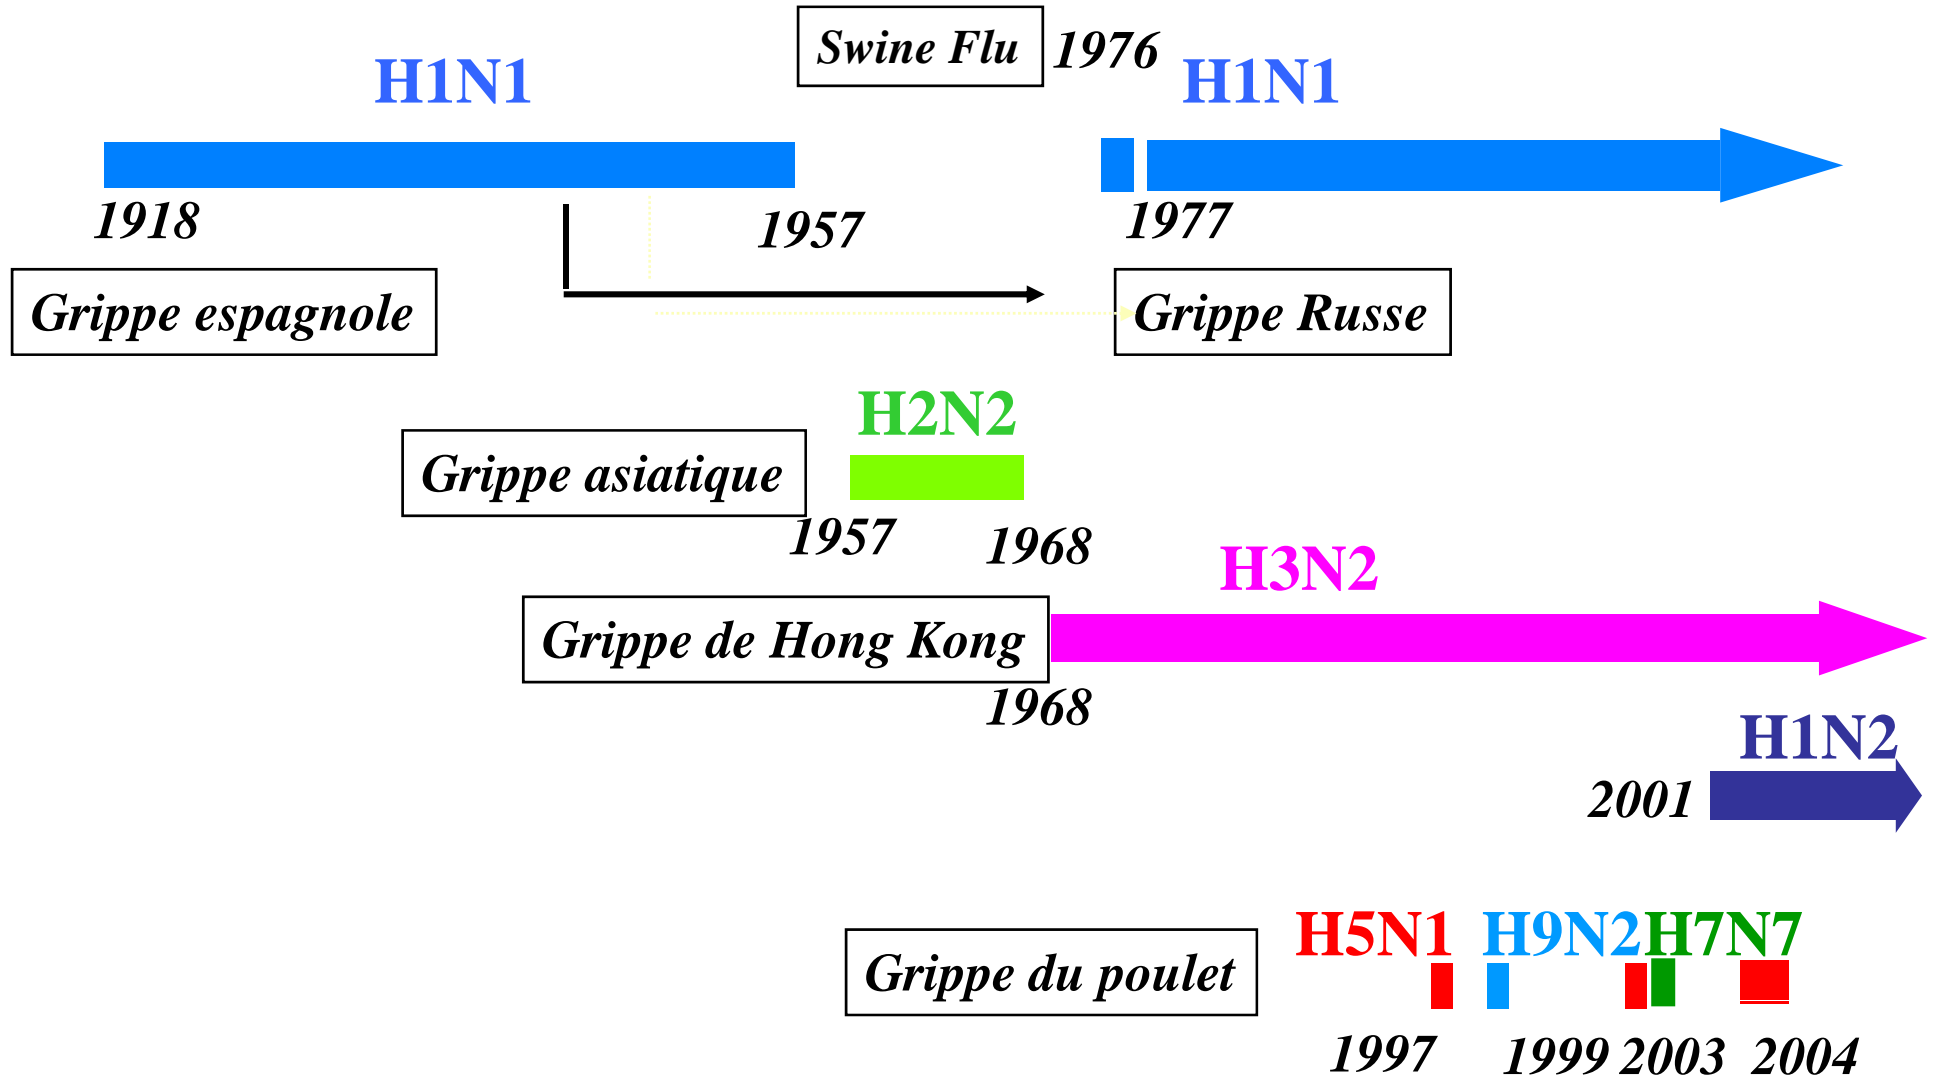 Swine Flu 1976
H1N1 H1N1
1918 1957 1977
Grippe espagnole Grippe Russe
H2N2
Grippe asiatique
1957 1968
H3N2
Grippe de Hong Kong
1968
H1N2
2001
H5N1 H9N2 H7N7
Grippe du poulet
1997 1999 2003 2004